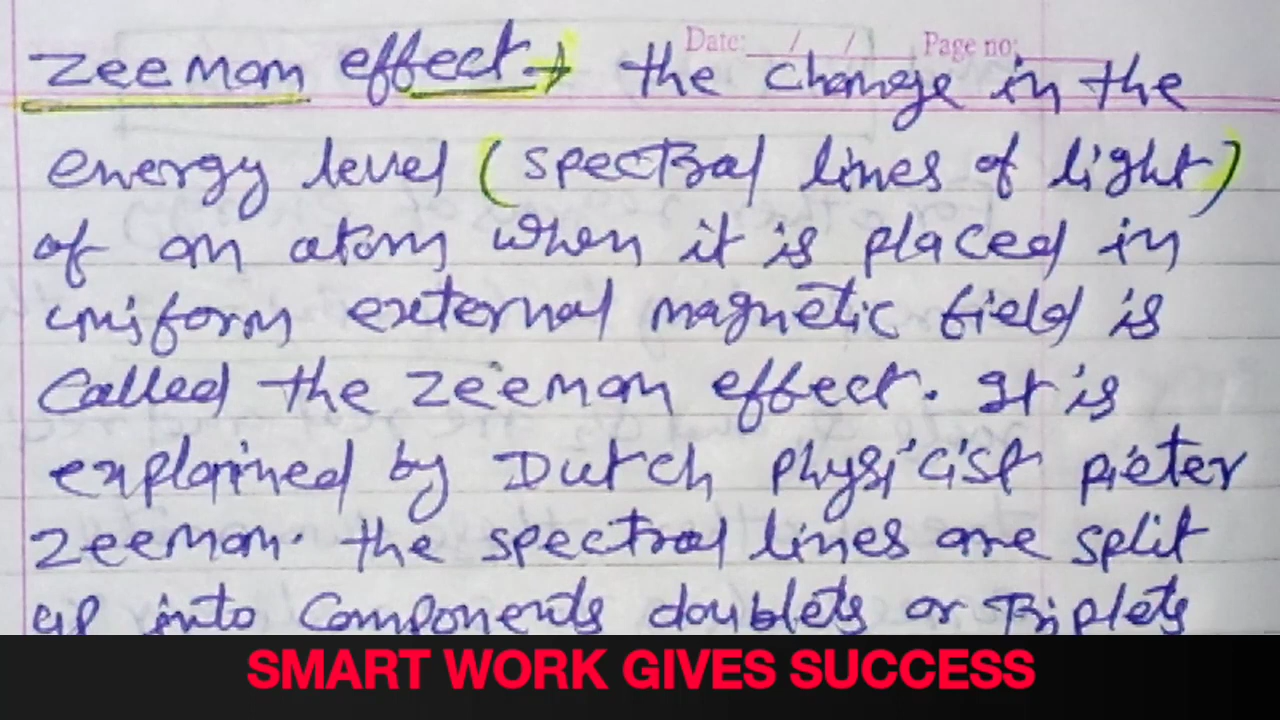 Date: / / Page no:
Zeeman effect → the change in the
energy level (spectral lines of light)
of an atom when it is placed in
uniform external magnetic field is
called the Zeeman effect. It is
explained by Dutch physicist pieter
Zeeman. the spectral lines are split
up into components doublets or Triplets
SMART WORK GIVES SUCCESS